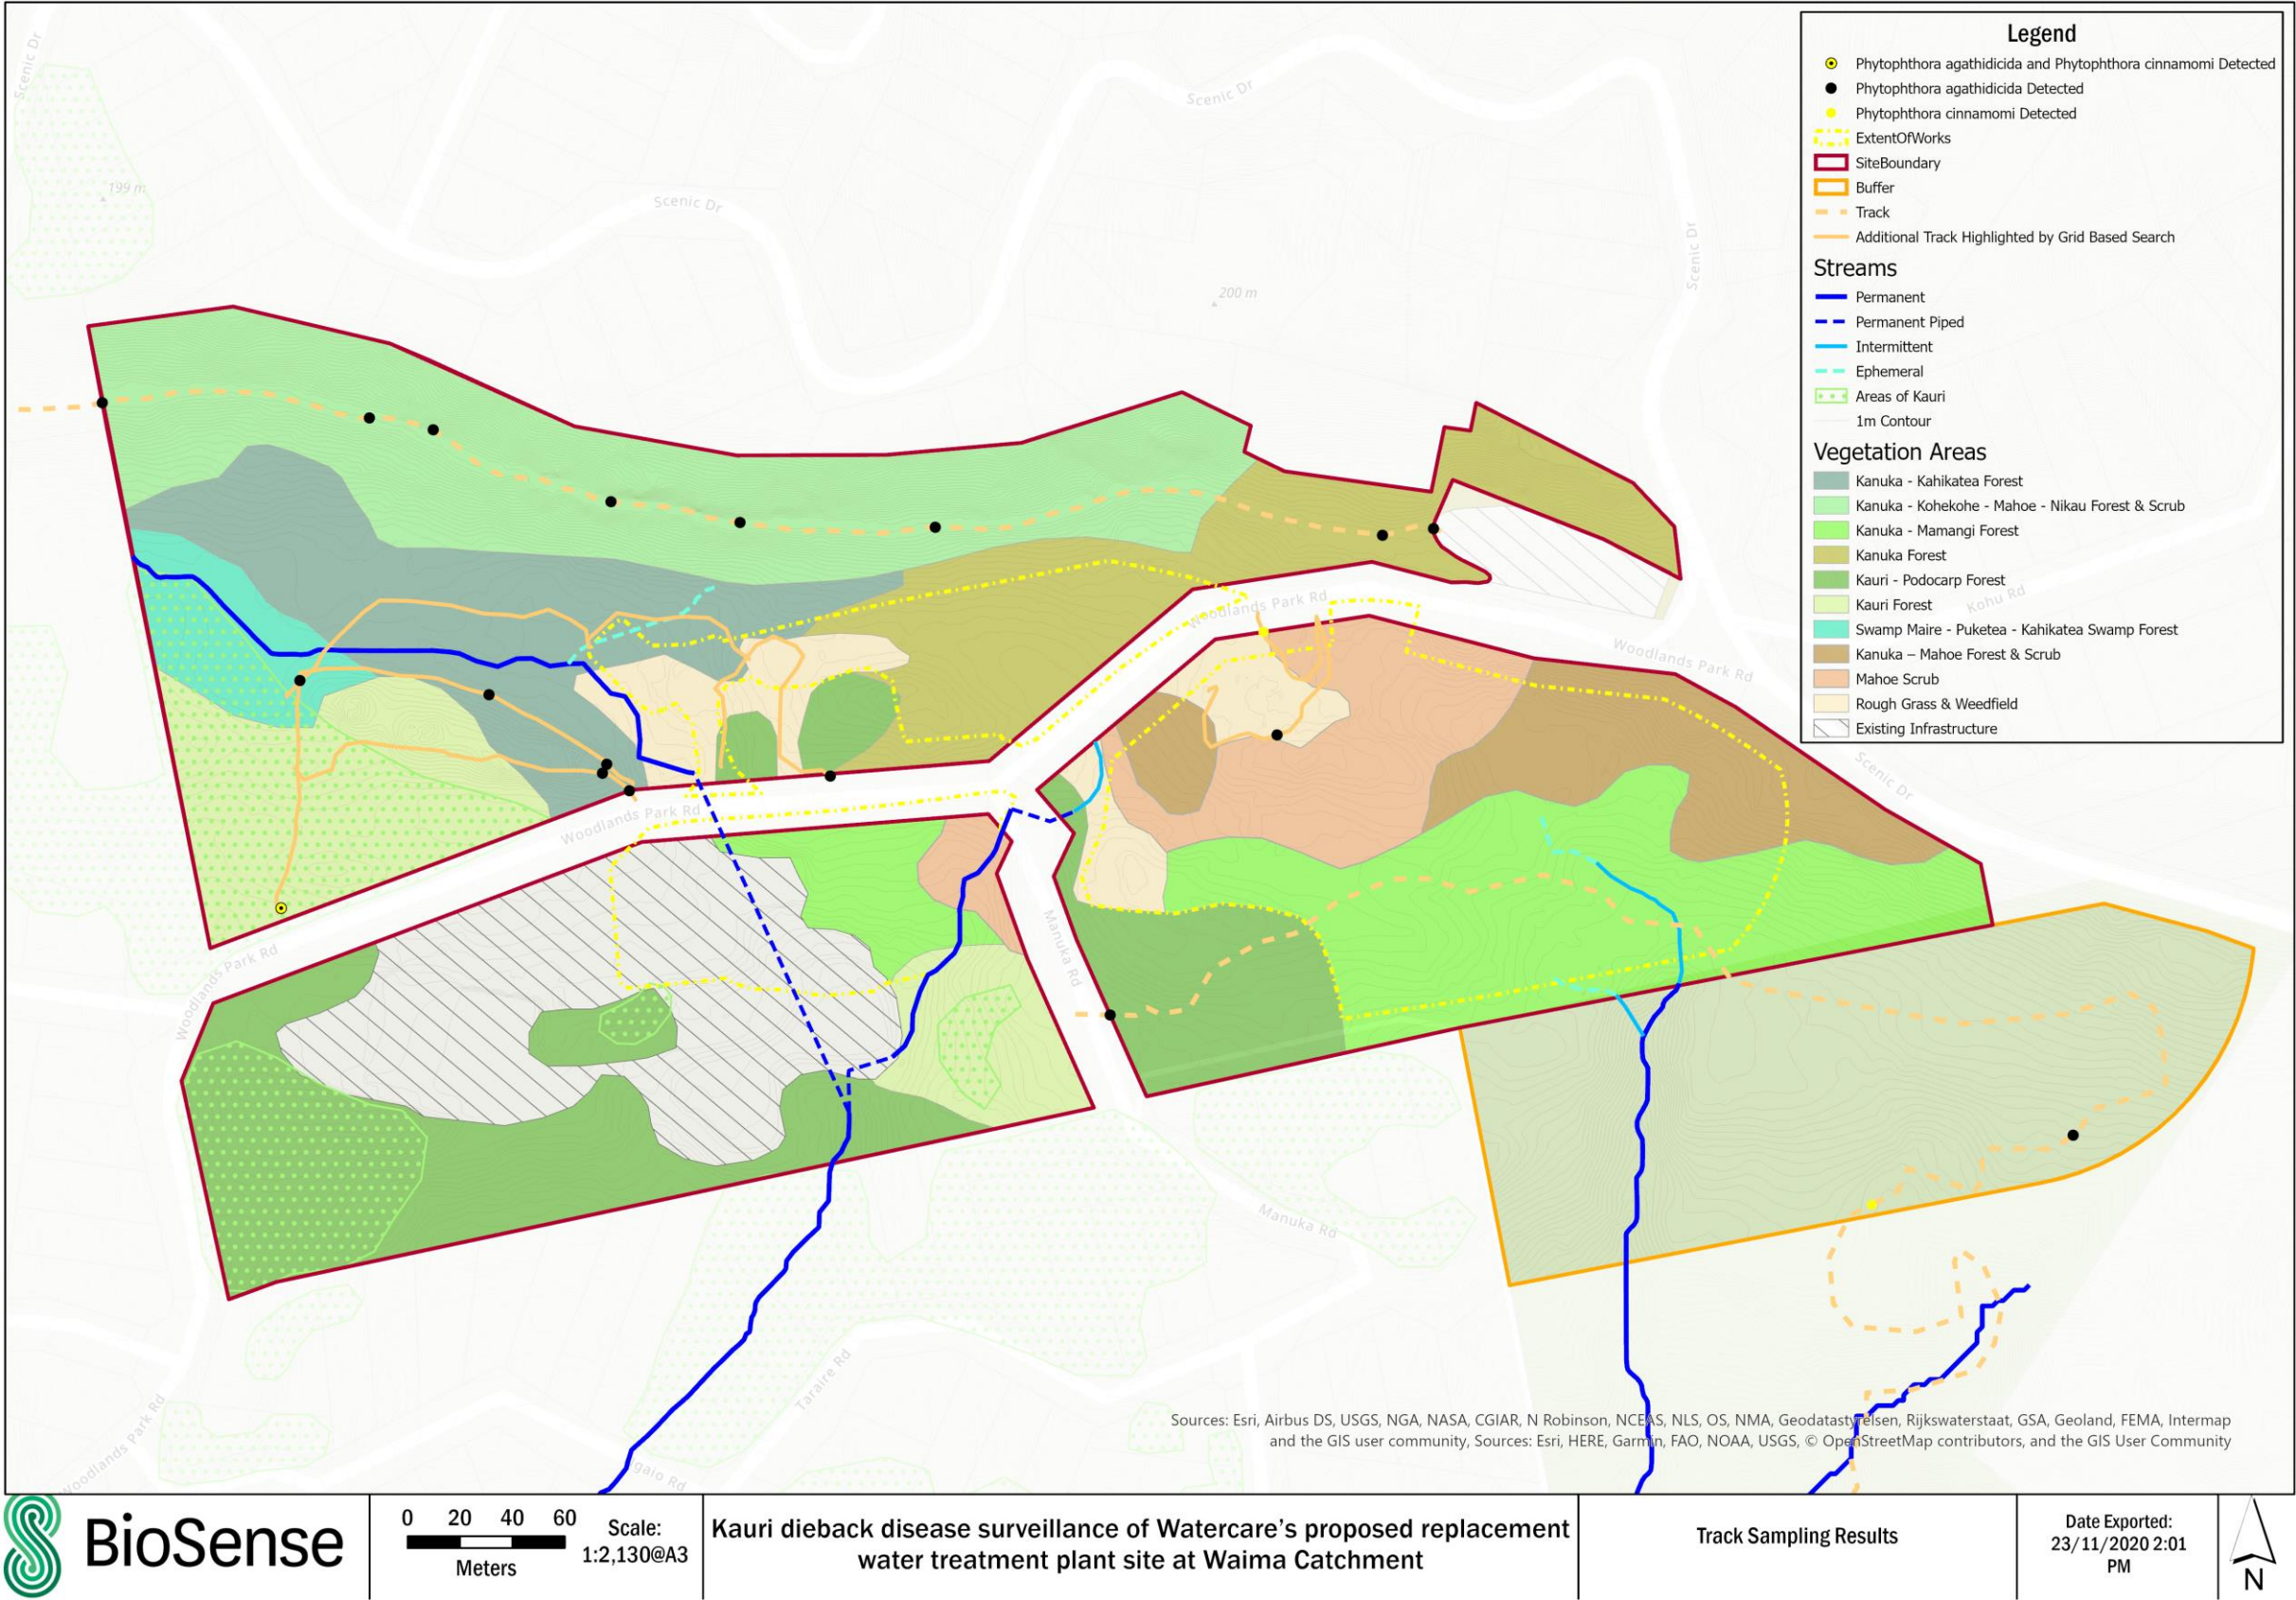 Scenic Dr
Scenic Dr
Scenic Dr
Scenic Dr
199 m
200 m
Woodlands Park Rd
Kohu Rd
Woodlands Park Rd
Scenic Dr
Woodlands Park Rd
Manuka Rd
Woodlands Park Rd
Manuka Rd
Taraire Rd
Woodlands Park Rd
Legend
Phytophthora agathidicida and Phytophthora cinnamomi Detected
Phytophthora agathidicida Detected
Phytophthora cinnamomi Detected
ExtentOfWorks
SiteBoundary
Buffer
Track
Additional Track Highlighted by Grid Based Search
Streams
Permanent
Permanent Piped
Intermittent
Ephemeral
Areas of Kauri
1m Contour
Vegetation Areas
Kanuka - Kahikatea Forest
Kanuka - Kohekohe - Mahoe - Nikau Forest & Scrub
Kanuka - Mamangi Forest
Kanuka Forest
Kauri - Podocarp Forest
Kauri Forest
Swamp Maire - Puketea - Kahikatea Swamp Forest
Kanuka – Mahoe Forest & Scrub
Mahoe Scrub
Rough Grass & Weedfield
Existing Infrastructure
Sources: Esri, Airbus DS, USGS, NGA, NASA, CGIAR, N Robinson, NCEAS, NLS, OS, NMA, Geodatastyrelsen, Rijkswaterstaat, GSA, Geoland, FEMA, Intermap
and the GIS user community, Sources: Esri, HERE, Garmin, FAO, NOAA, USGS, © OpenStreetMap contributors, and the GIS User Community
BioSense
0 20 40 60
Meters
Scale:
1:2,130@A3
Kauri dieback disease surveillance of Watercare’s proposed replacement
water treatment plant site at Waima Catchment
Track Sampling Results
Date Exported:
23/11/2020 2:01
PM
N